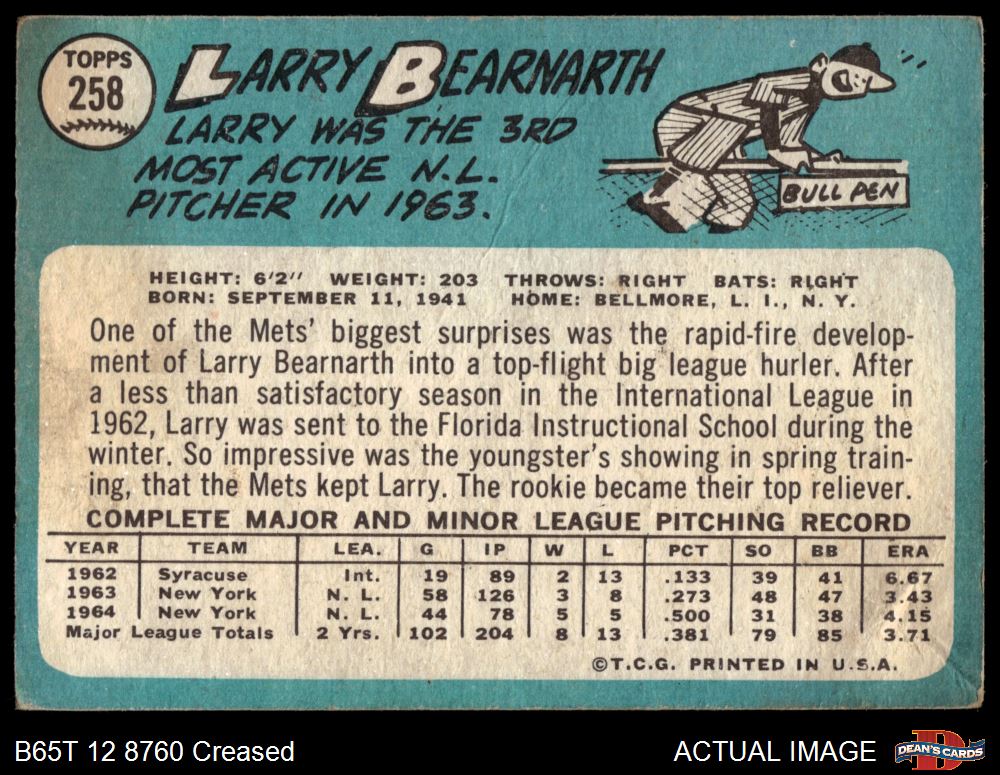 TOPPS
258
LARRY BEARNARTH
LARRY WAS THE 3RD
MOST ACTIVE N.L.
PITCHER IN 1963.
BULL PEN
HEIGHT: 6'2" WEIGHT: 203 THROWS: RIGHT BATS: RIGHT
BORN: SEPTEMBER 11, 1941 HOME: BELLMORE, L. I., N. Y.
One of the Mets' biggest surprises was the rapid-fire develop-
ment of Larry Bearnarth into a top-flight big league hurler. After
a less than satisfactory season in the International League in
1962, Larry was sent to the Florida Instructional School during the
winter. So impressive was the youngster's showing in spring train-
ing, that the Mets kept Larry. The rookie became their top reliever.
COMPLETE MAJOR AND MINOR LEAGUE PITCHING RECORD
YEAR TEAM LEA. G IP W L PCT SO BB ERA
1962 Syracuse Int. 19 89 2 13 .133 39 41 6.67
1963 New York N. L. 58 126 3 8 .273 48 47 3.43
1964 New York N. L. 44 78 5 5 .500 31 38 4.15
Major League Totals 2 Yrs. 102 204 8 13 .381 79 85 3.71
©T.C.G. PRINTED IN U.S.A.
B65T 12 8760 Creased
ACTUAL IMAGE
D
DEAN'S CARDS